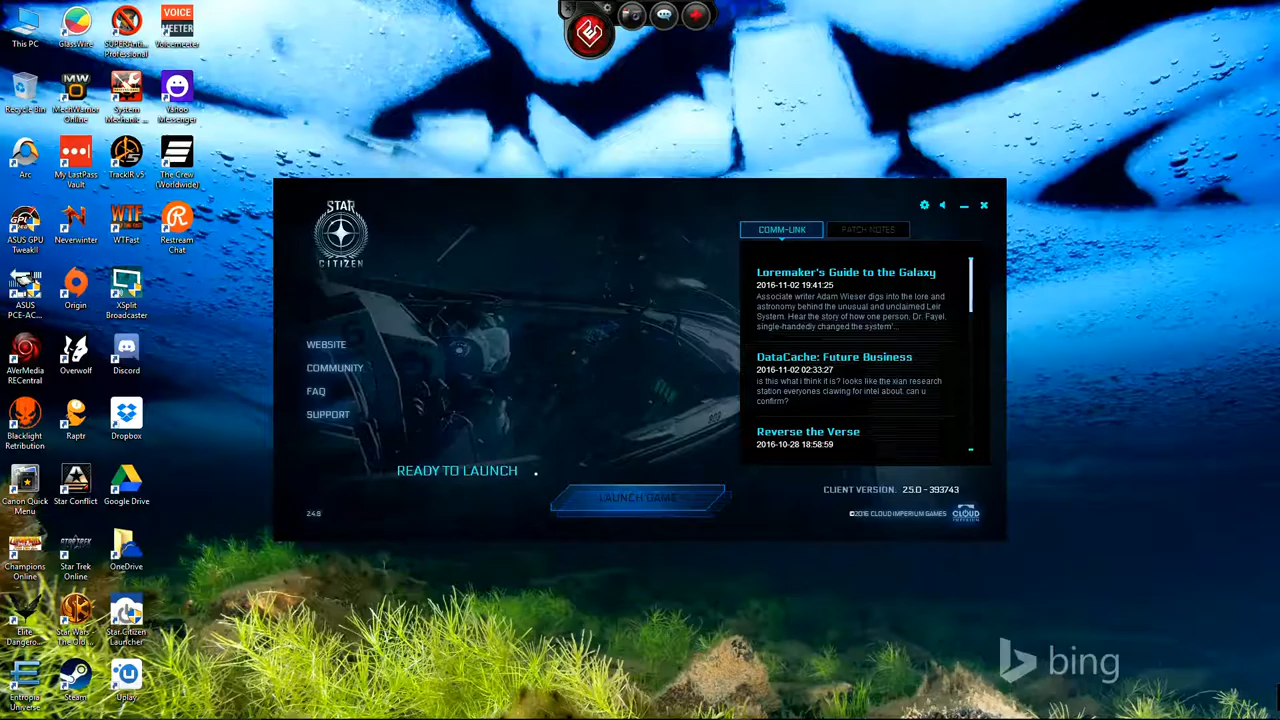 This PC
GlassWire
SUPERAnti...
Professional
Voicemeeter
VOICE
MEETER
Recycle Bin
MechWarrior
Online
MW
System
Mechanic ...
Yahoo
Messenger
Arc
My LastPass
Vault
TrackIR v5
The Crew
(Worldwide)
ASUS GPU
TweakII
Neverwinter
WTF
FAST
WTFast
Restream
Chat
ASUS
PCE-AC...
Origin
XSplit
Broadcaster
AVerMedia
RECentral
Overwolf
Discord
Blacklight
Retribution
Raptr
Dropbox
Canon Quick
Menu
Star Conflict
Google Drive
Champions
Online
Star Trek
Online
OneDrive
Elite
Dangero...
Star Wars -
The Old ...
Star Citizen
Launcher
Entropia
Universe
Steam
Uplay
STAR
CITIZEN
WEBSITE
COMMUNITY
FAQ
SUPPORT
READY TO LAUNCH
LAUNCH GAME
2.4.8
COMM-LINK
PATCH NOTES
Loremaker's Guide to the Galaxy
2016-11-02 19:41:25
Associate writer Adam Wieser digs into the lore and
astronomy behind the unusual and unclaimed Leir
System. Hear the story of how one person, Dr. Fayel,
single-handedly changed the system'...
DataCache: Future Business
2016-11-02 02:33:27
is this what i think it is? looks like the xian research
station everyones clawing for intel about. can u
confirm?
Reverse the Verse
2016-10-28 18:58:59
CLIENT VERSION. 2.5.0 - 393743
©2016 CLOUD IMPERIUM GAMES
CLOUD
IMPERIUM
bing